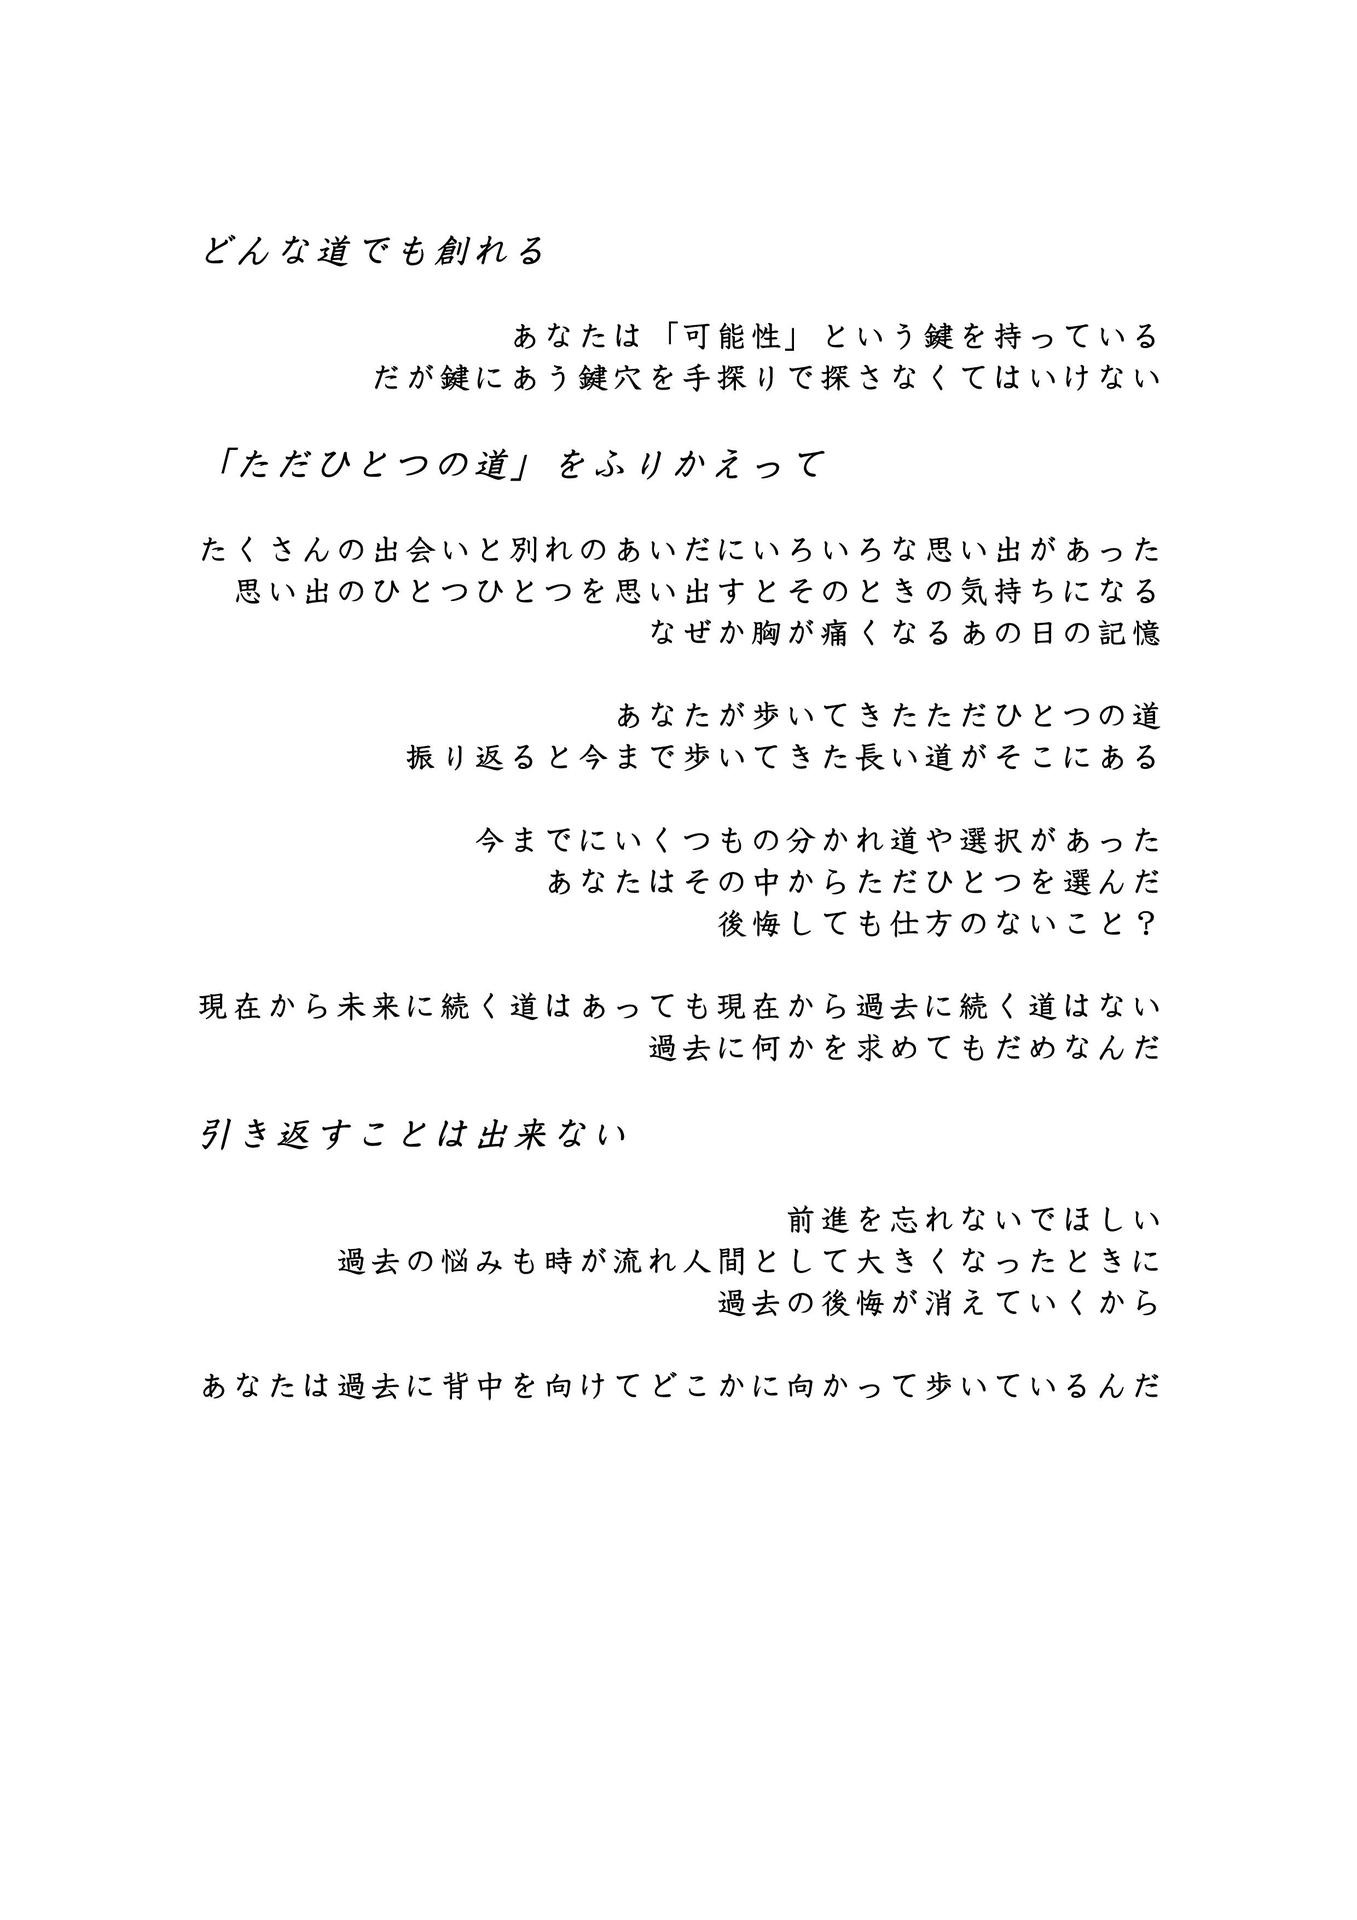 どんな道でも創れる
あなたは「可能性」という鍵を持っている
だが鍵にあう鍵穴を手探りで探さなくてはいけない
「ただひとつの道」をふりかえって
たくさんの出会いと別れのあいだにいろいろな思い出があった
思い出のひとつひとつを思い出すとそのときの気持ちになる
なぜか胸が痛くなるあの日の記憶
あなたが歩いてきたただひとつの道
振り返ると今まで歩いてきた長い道がそこにある
今までにいくつもの分かれ道や選択があった
あなたはその中からただひとつを選んだ
後悔しても仕方のないこと？
現在から未来に続く道はあっても現在から過去に続く道はない
過去に何かを求めてもだめなんだ
引き返すことは出来ない
前進を忘れないでほしい
過去の悩みも時が流れ人間として大きくなったときに
過去の後悔が消えていくから
あなたは過去に背中を向けてどこかに向かって歩いているんだ